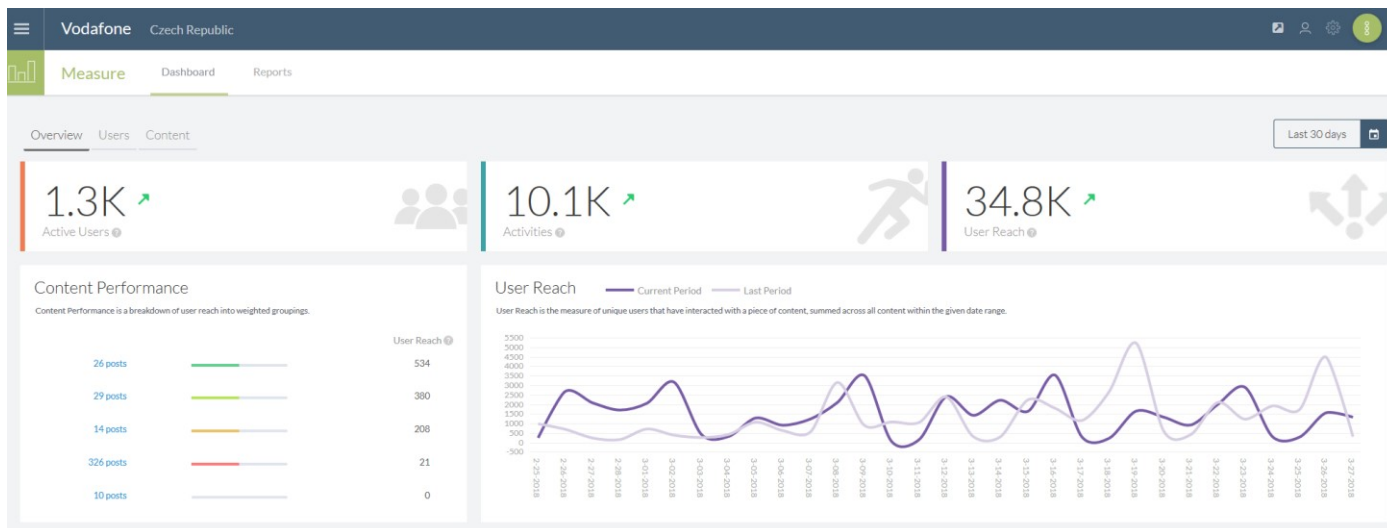 Vodafone Czech Republic
Measure Dashboard Reports
Overview Users Content Last 30 days
1.3K
Active Users
10.1K
Activities
34.8K
User Reach
Content Performance
Content Performance is a breakdown of user reach into weighted groupings.
User Reach
26 posts 534
29 posts 380
14 posts 208
326 posts 21
10 posts 0
User Reach Current Period Last Period
User Reach is the measure of unique users that have interacted with a piece of content, summed across all content within the given date range.
5500
5000
4500
4000
3500
3000
2500
2000
1500
1000
500
0
-500
2-25-2018
2-26-2018
2-27-2018
2-28-2018
3-01-2018
3-02-2018
3-03-2018
3-04-2018
3-05-2018
3-06-2018
3-07-2018
3-08-2018
3-09-2018
3-10-2018
3-11-2018
3-12-2018
3-13-2018
3-14-2018
3-15-2018
3-16-2018
3-17-2018
3-18-2018
3-19-2018
3-20-2018
3-21-2018
3-22-2018
3-23-2018
3-24-2018
3-25-2018
3-26-2018
3-27-2018